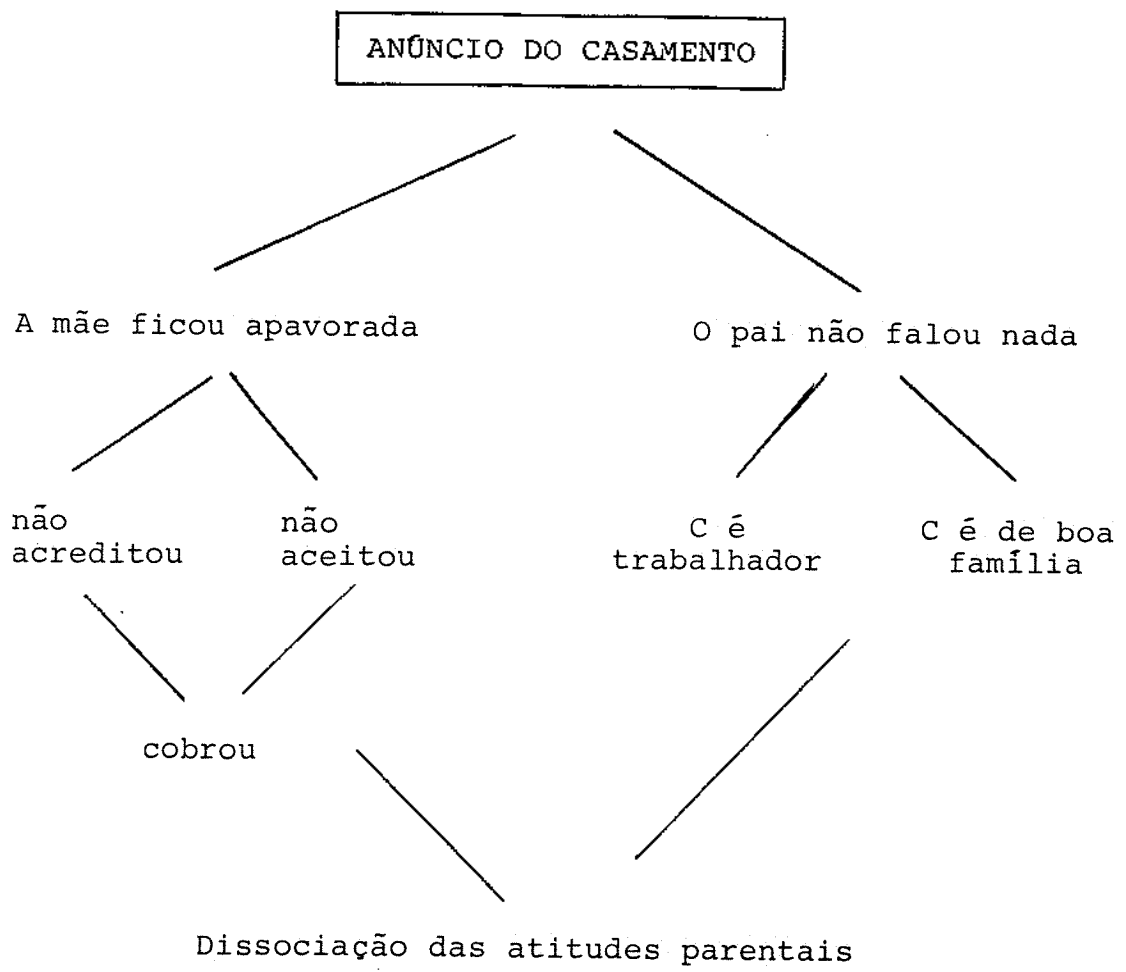 ANÚNCIO DO CASAMENTO
A mãe ficou apavorada
O pai não falou nada
não
acreditou
não
aceitou
C é
trabalhador
C é de boa
família
cobrou
Dissociação das atitudes parentais